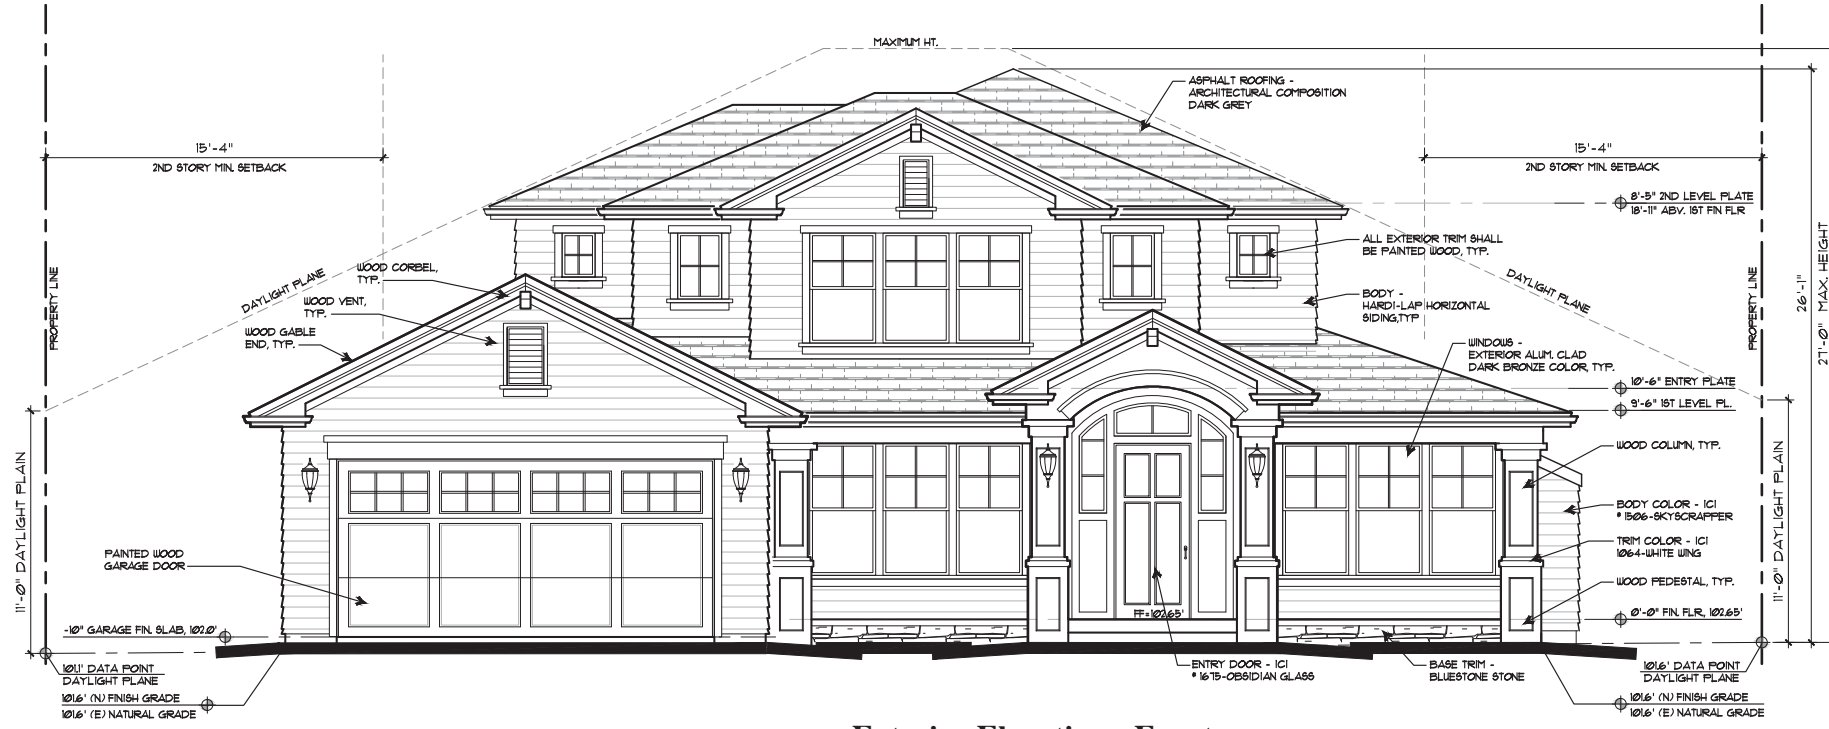 MAXIMUM HT.
ASPHALT ROOFING -
ARCHITECTURAL COMPOSITION
DARK GREY
15'-4"
2ND STORY MIN. SETBACK
15'-4"
2ND STORY MIN. SETBACK
8'-5" 2ND LEVEL PLATE
18'-11" ABV. 1ST FIN FLR
ALL EXTERIOR TRIM SHALL
BE PAINTED WOOD, TYP.
WOOD CORBEL,
TYP.
DAYLIGHT PLANE
DAYLIGHT PLANE
PROPERTY LINE
PROPERTY LINE
26'-1"
27'-0" MAX. HEIGHT
WOOD VENT,
TYP.
BODY -
HARDI-LAP HORIZONTAL
SIDING,TYP
WOOD GABLE
END, TYP.
WINDOWS -
EXTERIOR ALUM. CLAD
DARK BRONZE COLOR, TYP.
10'-6" ENTRY PLATE
9'-6" 1ST LEVEL PL.
WOOD COLUMN, TYP.
11'-0" DAYLIGHT PLAIN
11'-0" DAYLIGHT PLAIN
BODY COLOR - ICI
# 1506-SKYSCRAPPER
TRIM COLOR - ICI
1064-WHITE WING
PAINTED WOOD
GARAGE DOOR
WOOD PEDESTAL, TYP.
FF=102.65'
0'-0" FIN. FLR, 102.65'
-10" GARAGE FIN. SLAB, 102.0'
101.1' DATA POINT
DAYLIGHT PLANE
ENTRY DOOR - ICI
# 1675-OBSIDIAN GLASS
BASE TRIM -
BLUESTONE STONE
101.6' DATA POINT
DAYLIGHT PLANE
101.6' (N) FINISH GRADE
101.6' (E) NATURAL GRADE
101.6' (N) FINISH GRADE
101.6' (E) NATURAL GRADE